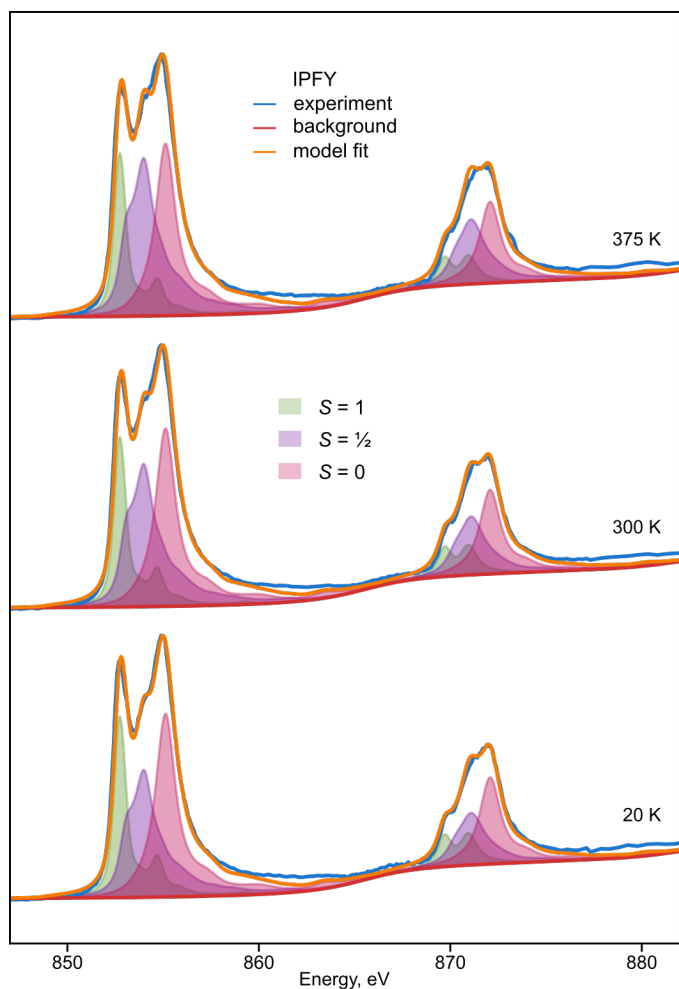 IPFY
experiment
background
model fit
375 K
S = 1
S = ½
S = 0
300 K
20 K
850 860 870 880
Energy, eV